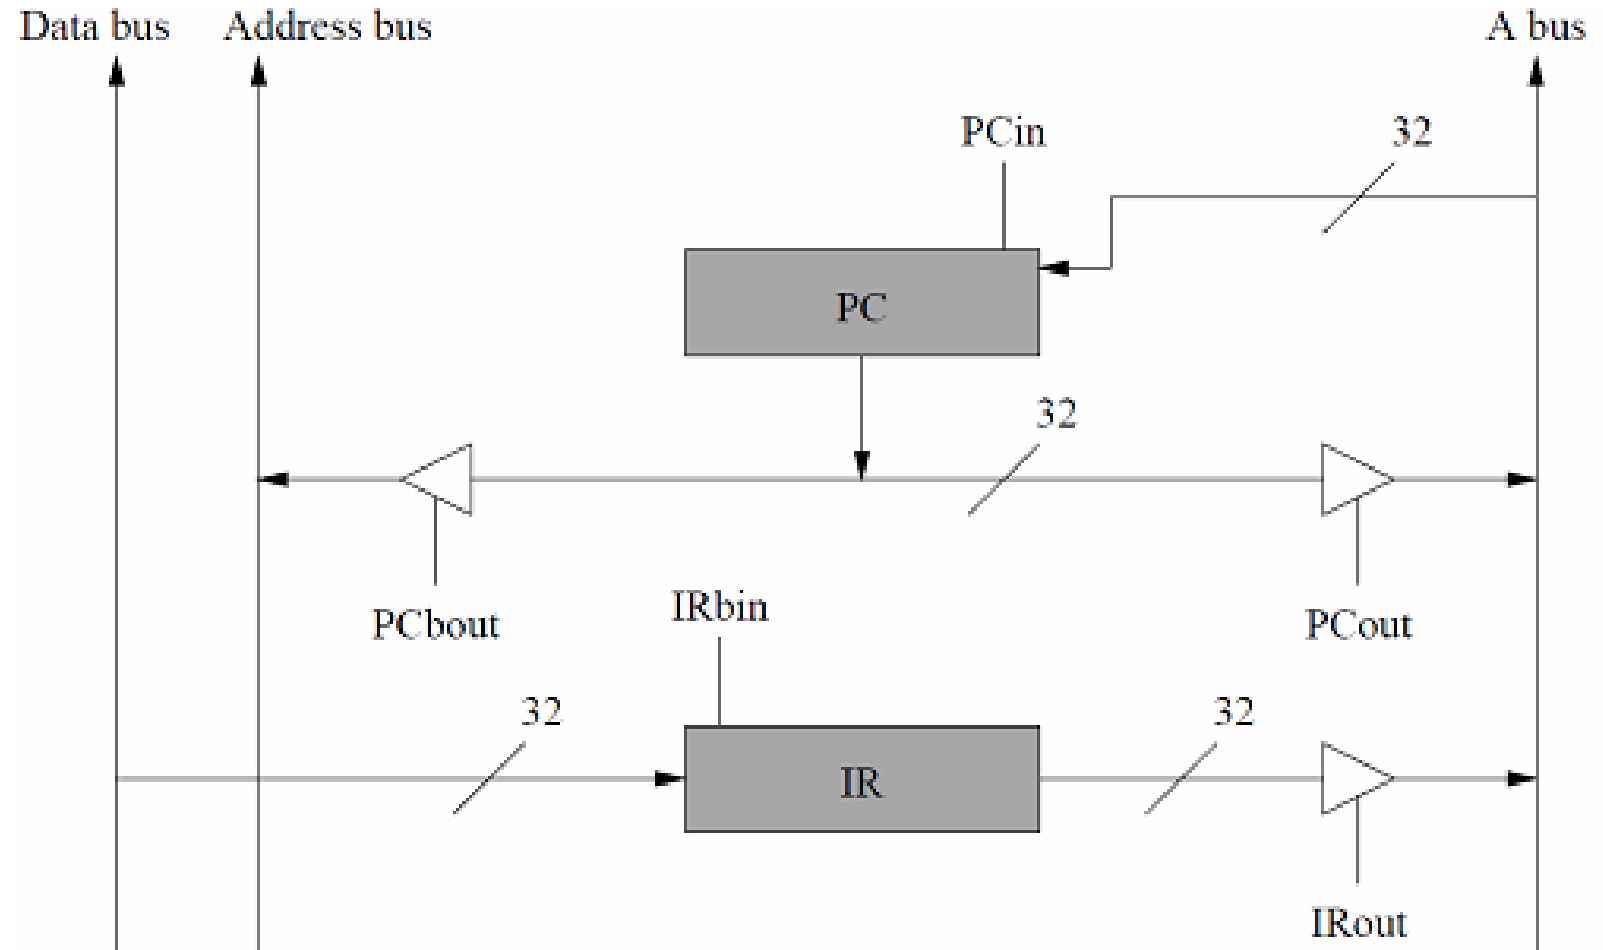 Data bus
Address bus
A bus
PCin
32
PC
32
PCbout
PCout
IRbin
32
32
IR
IRout